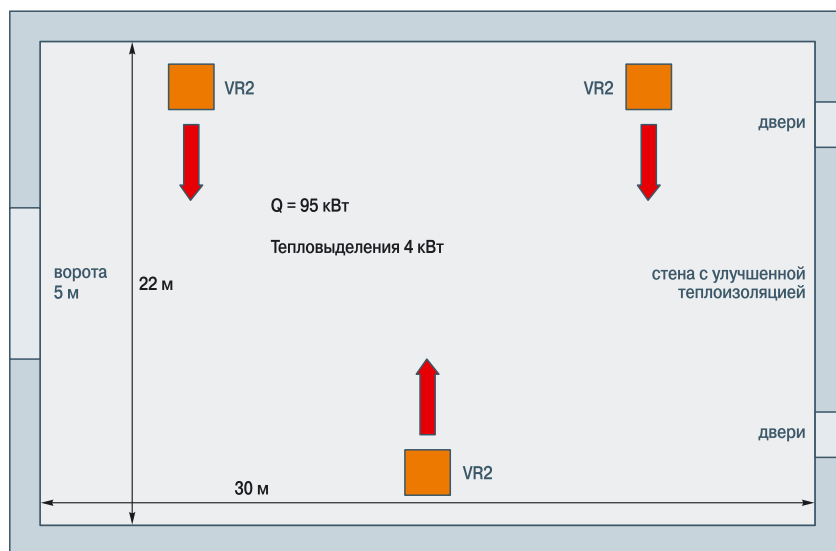 VR2
VR2
двери
Q = 95 кВт
Тепловыделения 4 кВт
ворота
5 м
22 м
стена с улучшенной
теплоизоляцией
двери
VR2
30 м